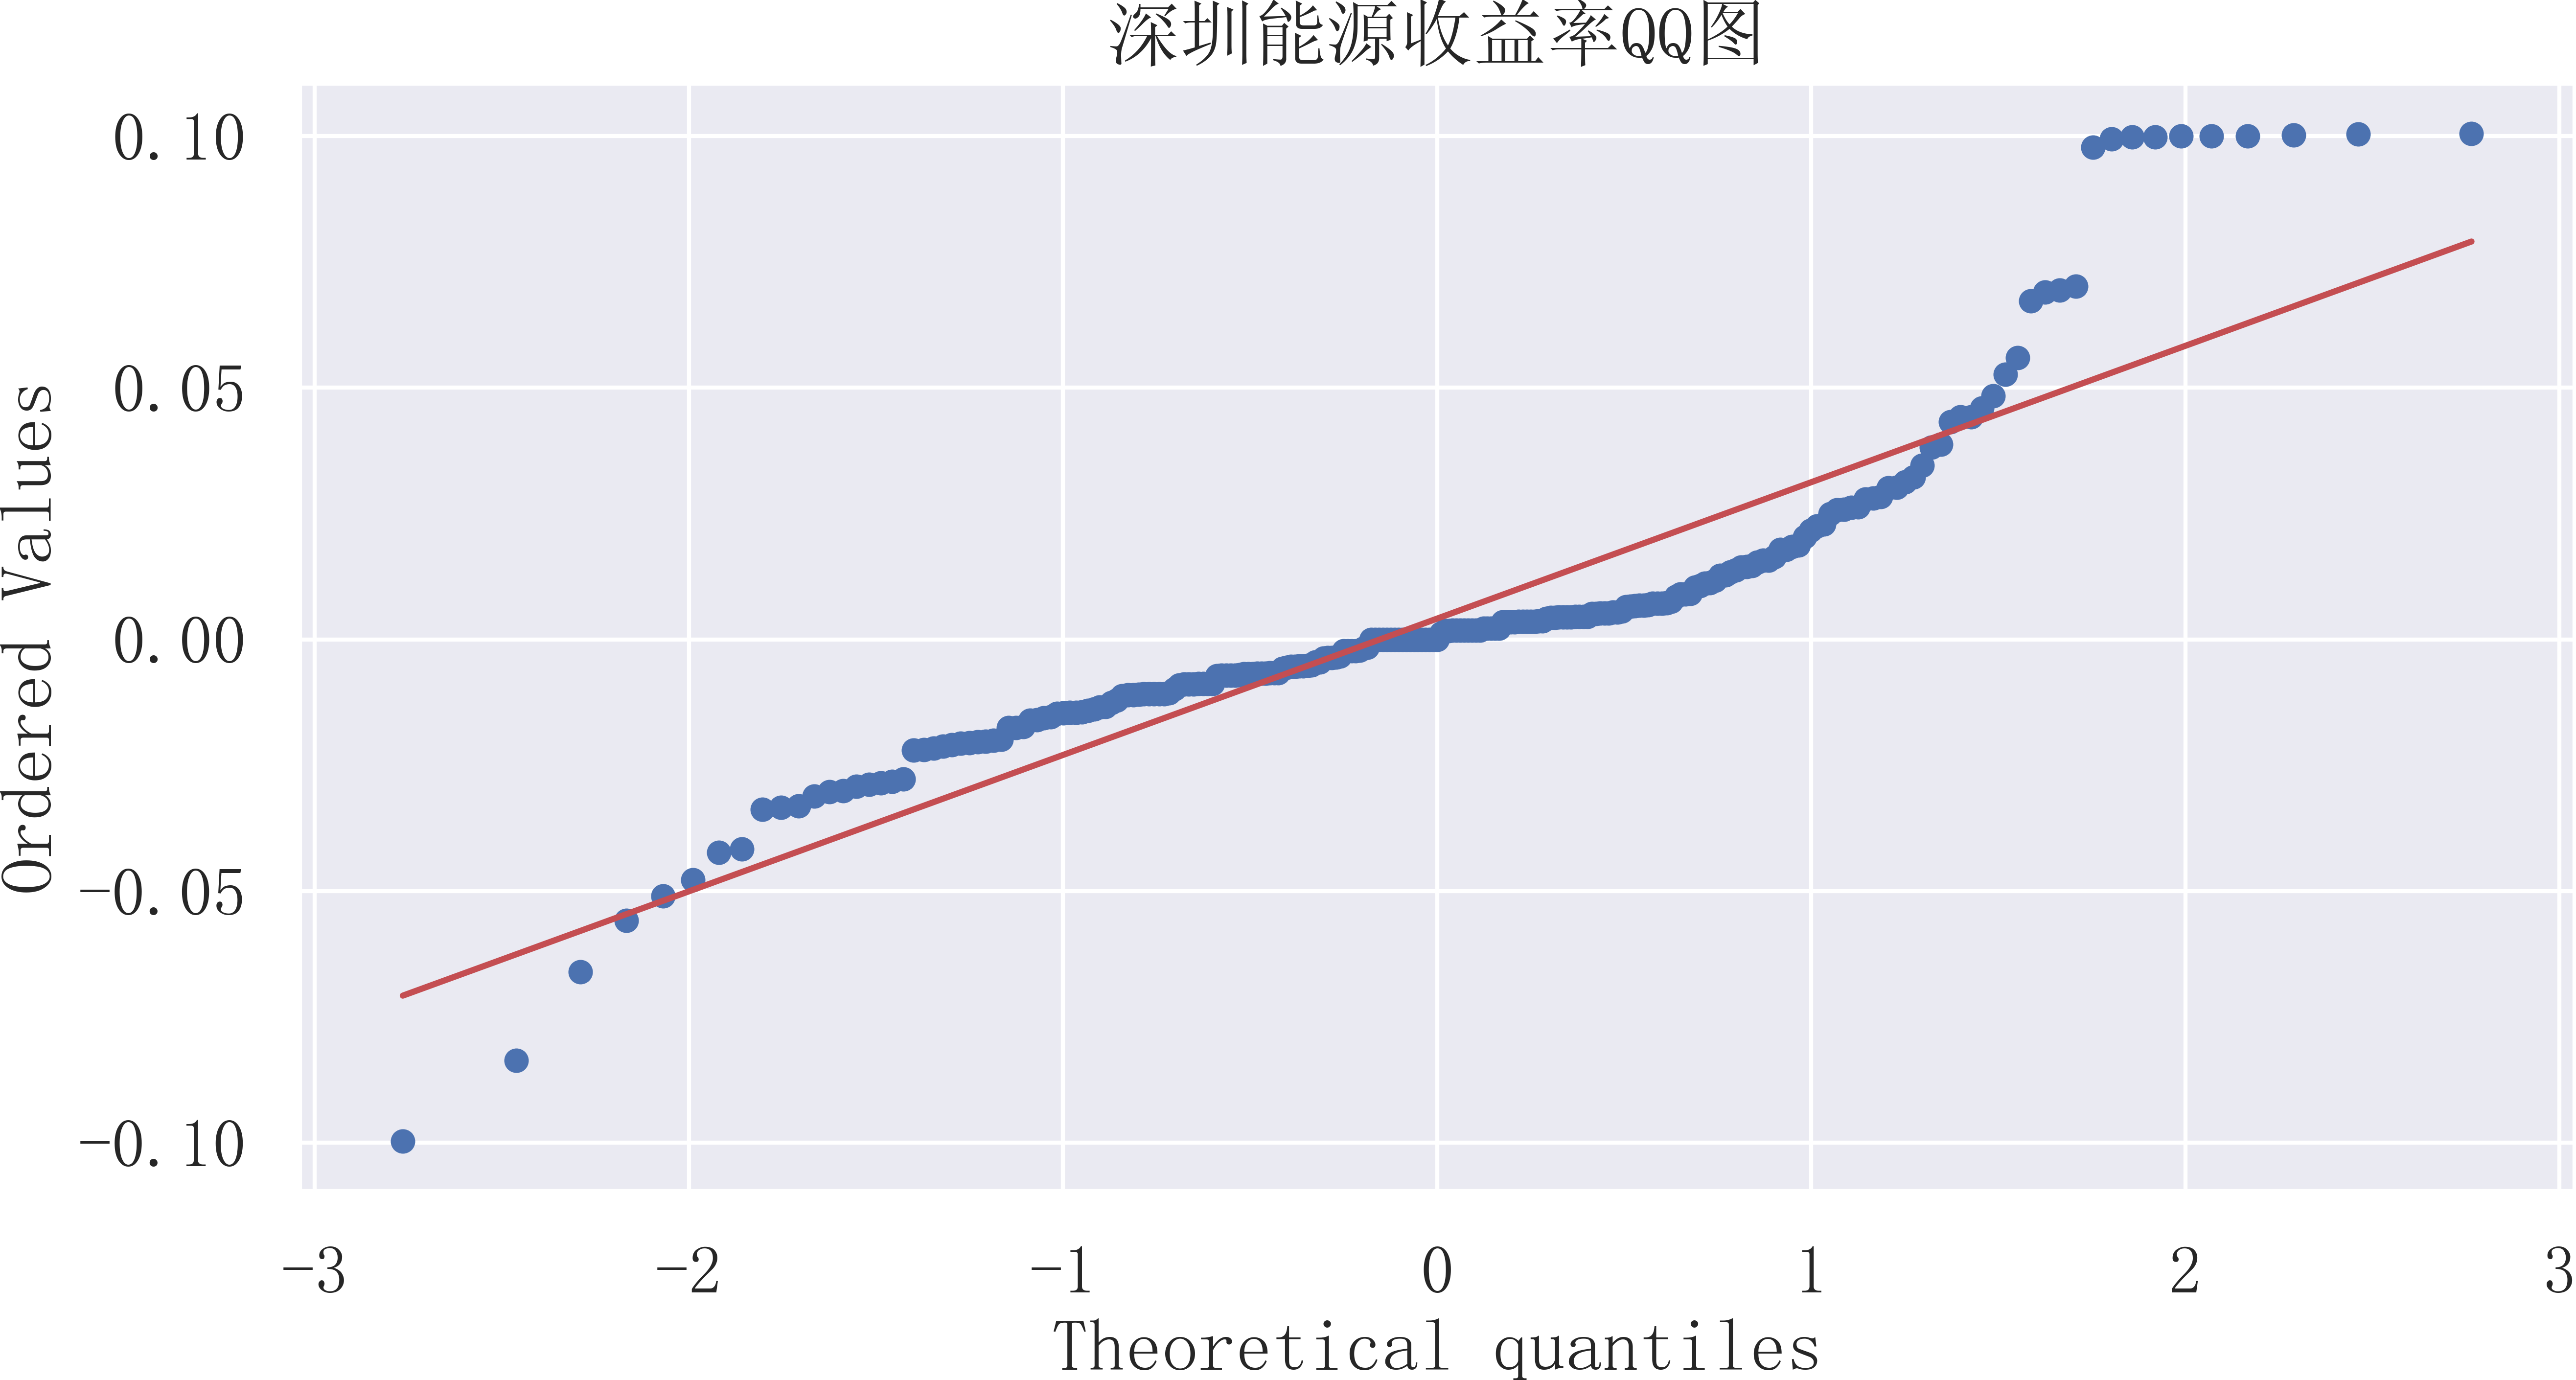 深圳能源收益率QQ图
0.10
0.05
0.00
−0.05
−0.10
Ordered Values
−3 −2 −1 0 1 2 3
Theoretical quantiles